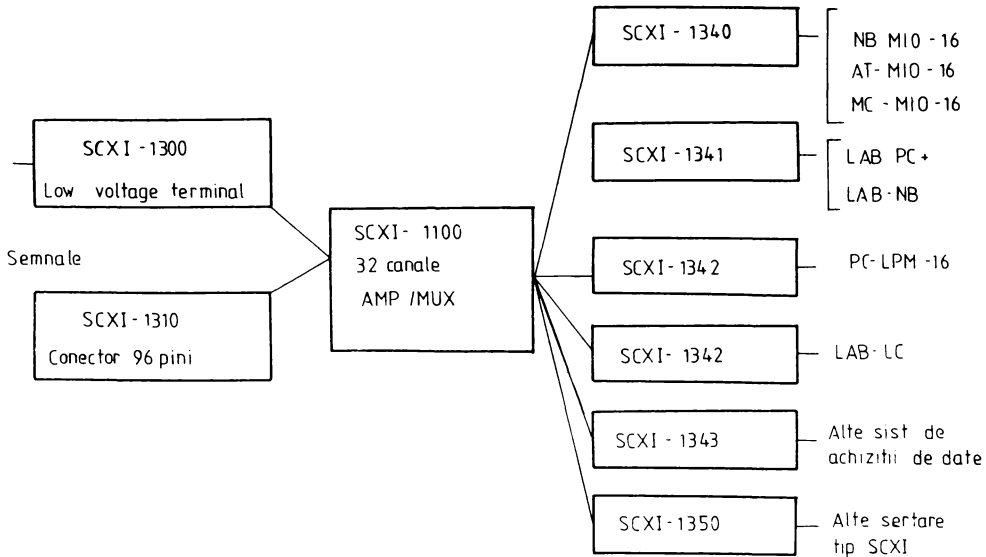 SCXI-1300
Low voltage terminal
Semnale
SCXI-1310
Conector 96 pini
SCXI-1100
32 canale
AMP/MUX
SCXI-1340
NB MIO-16
AT-MIO-16
MC-MIO-16
SCXI-1341
LAB PC+
LAB-NB
SCXI-1342
PC-LPM-16
SCXI-1342
LAB-LC
SCXI-1343
Alte sist de
achizitii de date
SCXI-1350
Alte sertare
tip SCXI